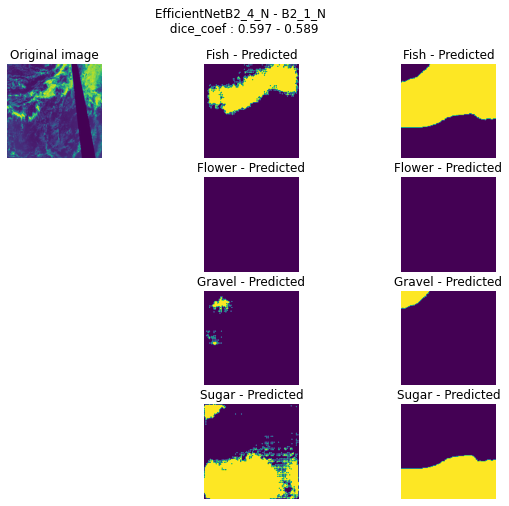 EfficientNetB2_4_N - B2_1_N
dice_coef : 0.597 - 0.589
Original image
Fish - Predicted
Fish - Predicted
Flower - Predicted
Flower - Predicted
Gravel - Predicted
Gravel - Predicted
Sugar - Predicted
Sugar - Predicted